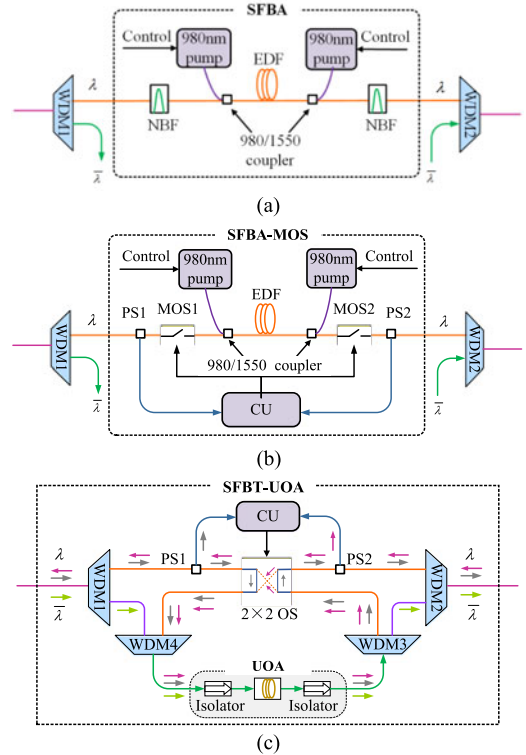 SFBA
Control
980nm
pump
EDF
980nm
pump
Control
λ
WDM1
NBF
NBF
λ
WDM2
980/1550
coupler
λ̅
λ̅
(a)
SFBA-MOS
Control
980nm
pump
EDF
980nm
pump
Control
λ
PS1
MOS1
MOS2
PS2
λ
WDM1
WDM2
980/1550 coupler
λ̅
CU
λ̅
(b)
SFBT-UOA
CU
λ
PS1
PS2
λ
WDM1
WDM2
λ̅
λ̅
2×2 OS
WDM4
WDM3
UOA
Isolator
Isolator
(c)